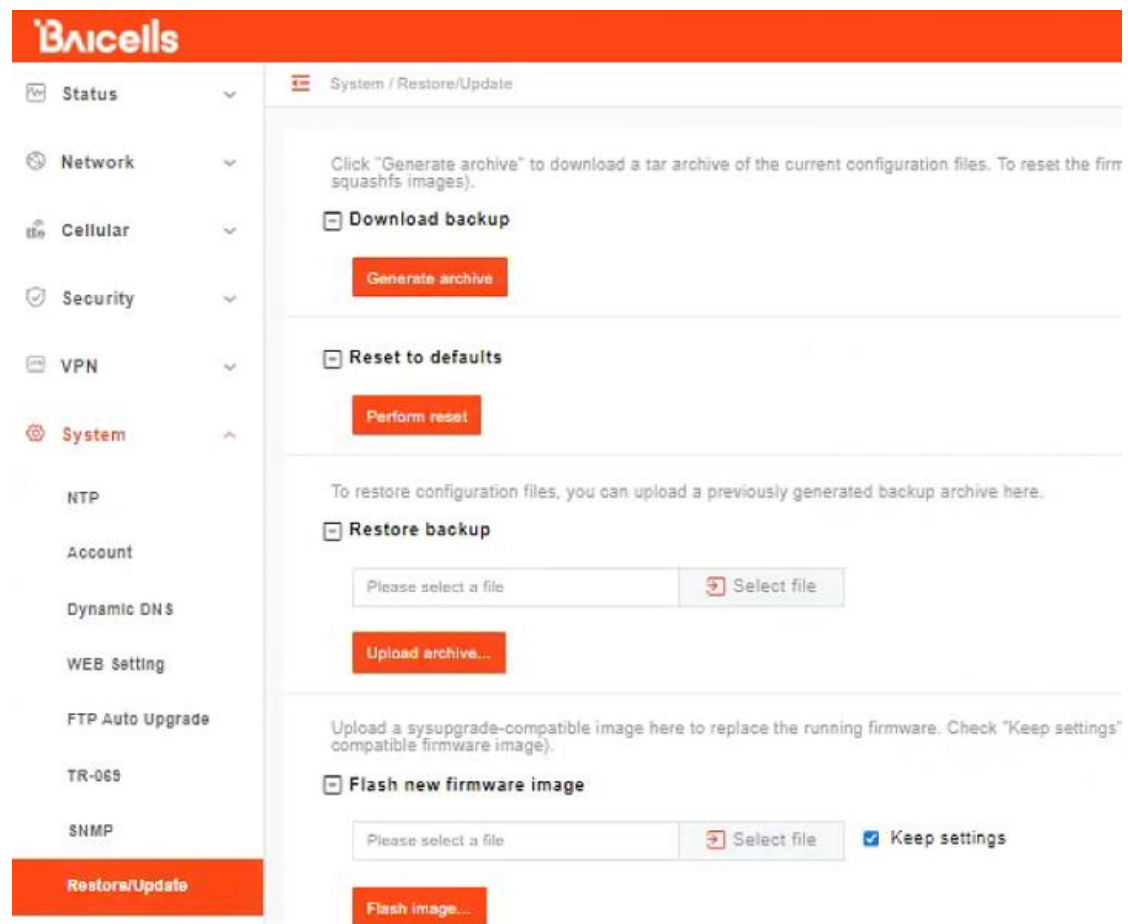 Baicells
System / Restore/Update
Status
Network
Cellular
Security
VPN
System
NTP
Account
Dynamic DNS
WEB Setting
FTP Auto Upgrade
TR-069
SNMP
Restore/Update
Click "Generate archive" to download a tar archive of the current configuration files. To reset the firm
squashfs images).
Download backup
Generate archive
Reset to defaults
Perform reset
To restore configuration files, you can upload a previously generated backup archive here.
Restore backup
Please select a file
Select file
Upload archive...
Upload a sysupgrade-compatible image here to replace the running firmware. Check "Keep settings"
compatible firmware image).
Flash new firmware image
Please select a file
Select file
Keep settings
Flash image...